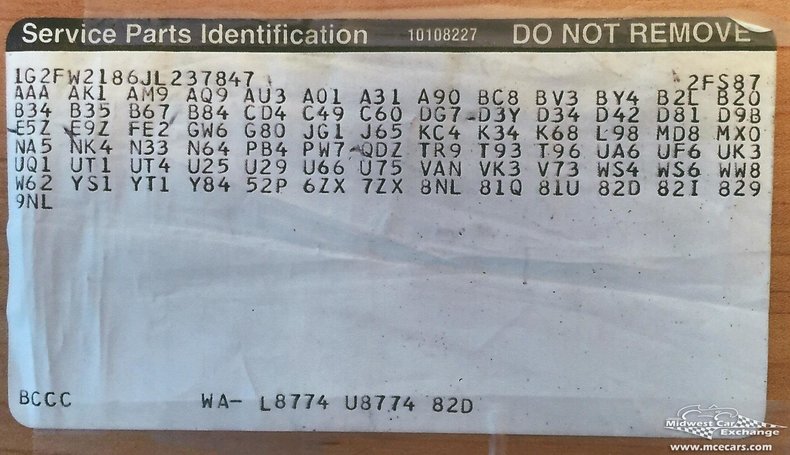 Service Parts Identification 10108227 DO NOT REMOVE
1G2FW2186JL237847 2FS87
AAA AK1 AM9 AQ9 AU3 A01 A31 A90 BC8 BV3 BY4 B2L B20
B34 B35 B67 B84 CD4 C49 C60 DG7 D3Y D34 D42 D81 D98
E5Z E9Z FE2 GW6 G80 JG1 J65 KC4 K34 K68 L98 MD8 MX0
NA5 NK4 N33 N64 PB4 PW7 QDZ TR9 T93 T96 UA6 UF6 UK3
UQ1 UT1 UT4 U25 U29 U66 U75 VAN VK3 V73 WS4 WS6 WW8
W62 YS1 YT1 Y84 52P 6ZX 7ZX 8NL 81Q 81U 82D 82I 829
9NL
BCCC WA- L8774 U8774 82D
Midwest Car Exchange
www.mcecars.com